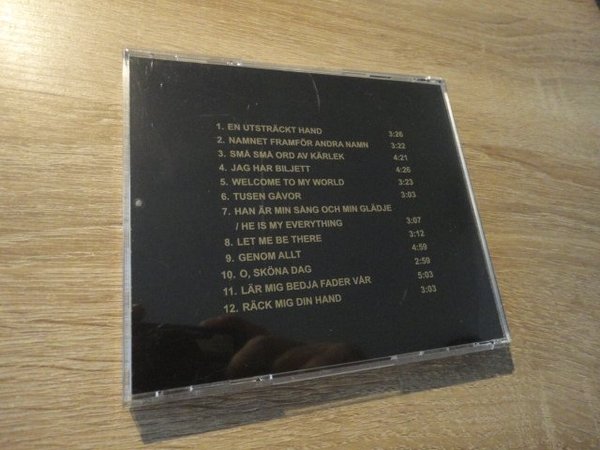 1. EN UTSTRÄCKT HAND 3:26
2. NAMNET FRAMFÖR ANDRA NAMN 3:22
3. SMÅ SMÅ ORD AV KÄRLEK 4:21
4. JAG HAR BILJETT 4:26
5. WELCOME TO MY WORLD 3:23
6. TUSEN GÅVOR 3:03
7. HAN ÄR MIN SÅNG OCH MIN GLÄDJE
/ HE IS MY EVERYTHING 3:07
8. LET ME BE THERE 3:12
9. GENOM ALLT 4:59
10. O, SKÖNA DAG 2:59
11. LÄR MIG BEDJA FADER VÅR 5:03
12. RÄCK MIG DIN HAND 3:03